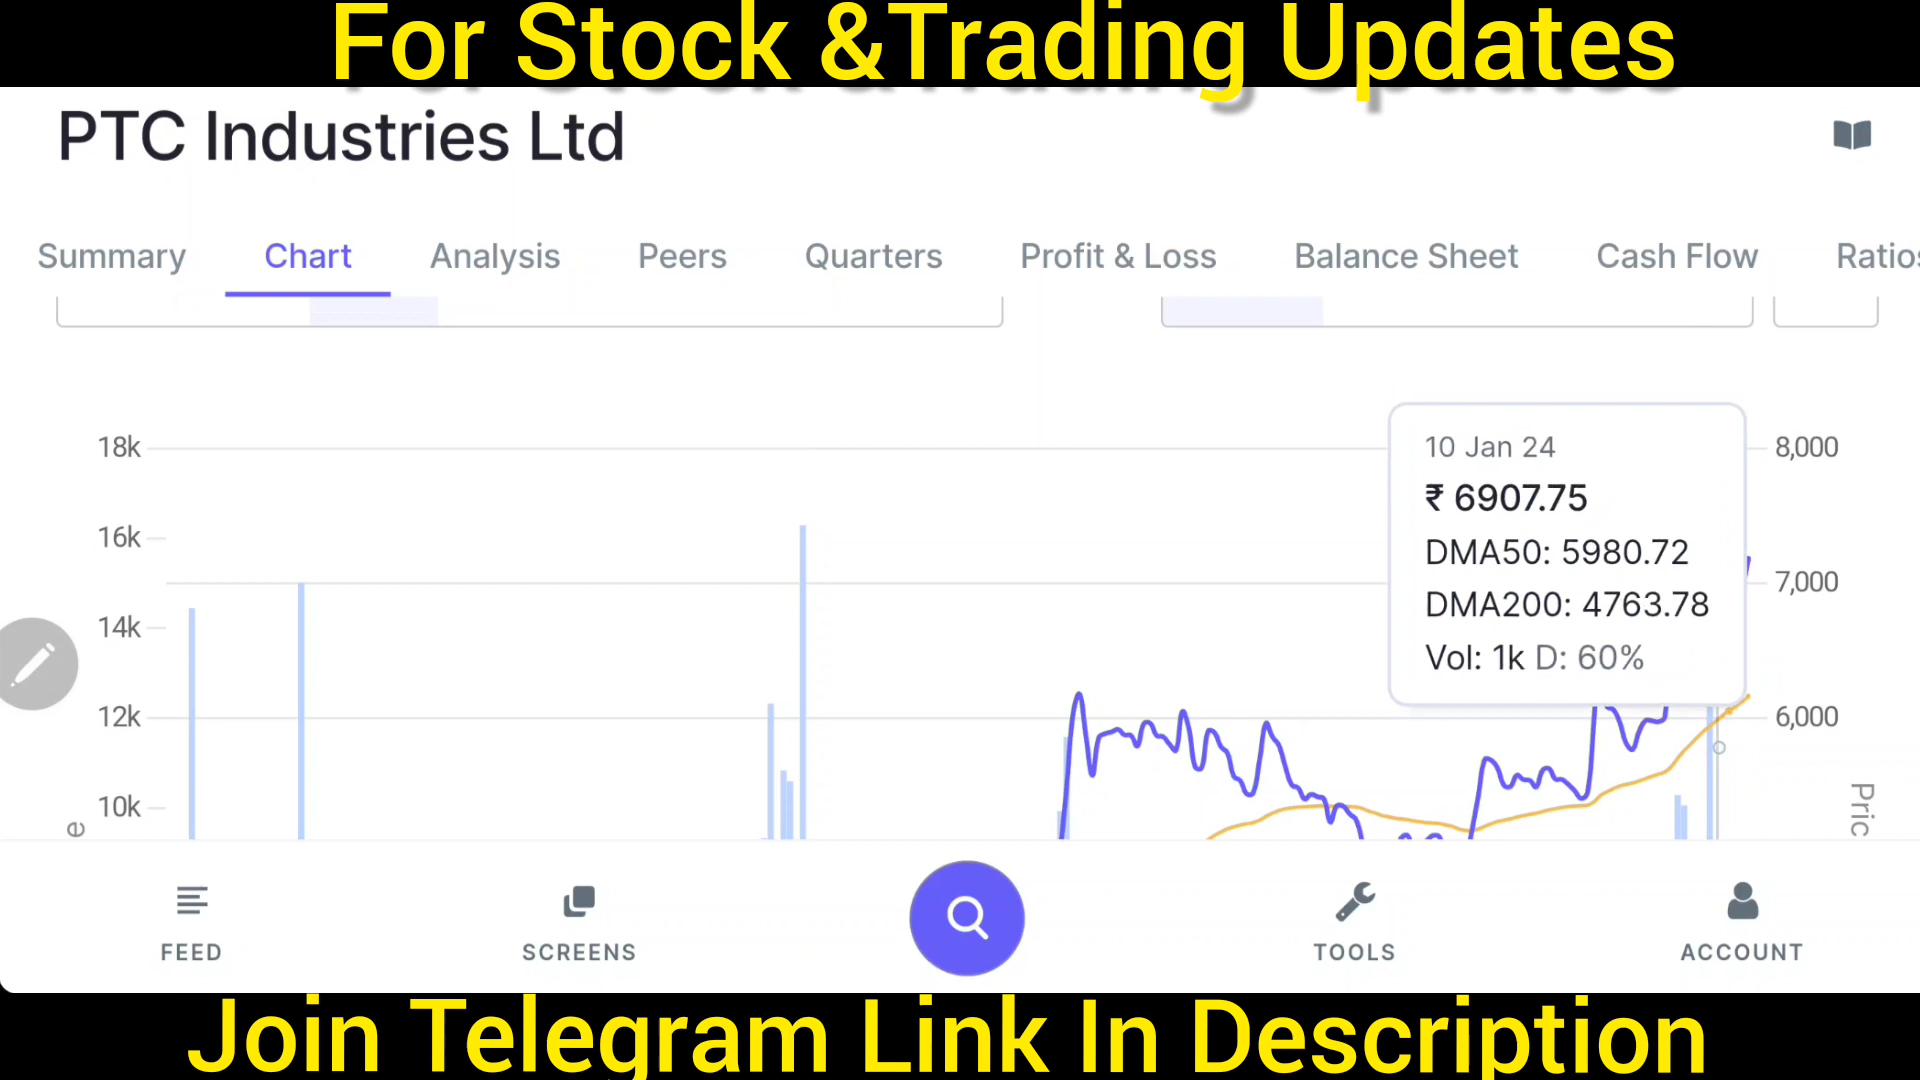 For Stock &Trading Updates
PTC Industries Ltd
Summary Chart Analysis Peers Quarters Profit & Loss Balance Sheet Cash Flow Ratios
18k
16k
14k
12k
10k
10 Jan 24
₹ 6907.75
DMA50: 5980.72
DMA200: 4763.78
Vol: 1k D: 60%
8,000
7,000
6,000
Pric
e
FEED SCREENS TOOLS ACCOUNT
Join Telegram Link In Description